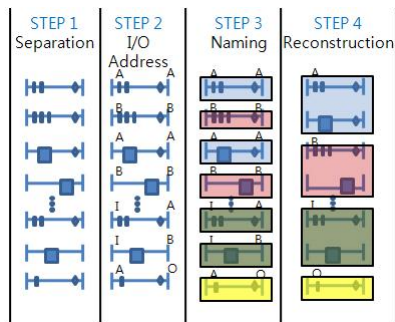 STEP 1
Separation
STEP 2
I/O
Address
A A
B B
A A
B B
I A
I B
A O
STEP 3
Naming
A A
B B
A A
B B
I A
I B
A O
STEP 4
Reconstruction
A
B
I
O